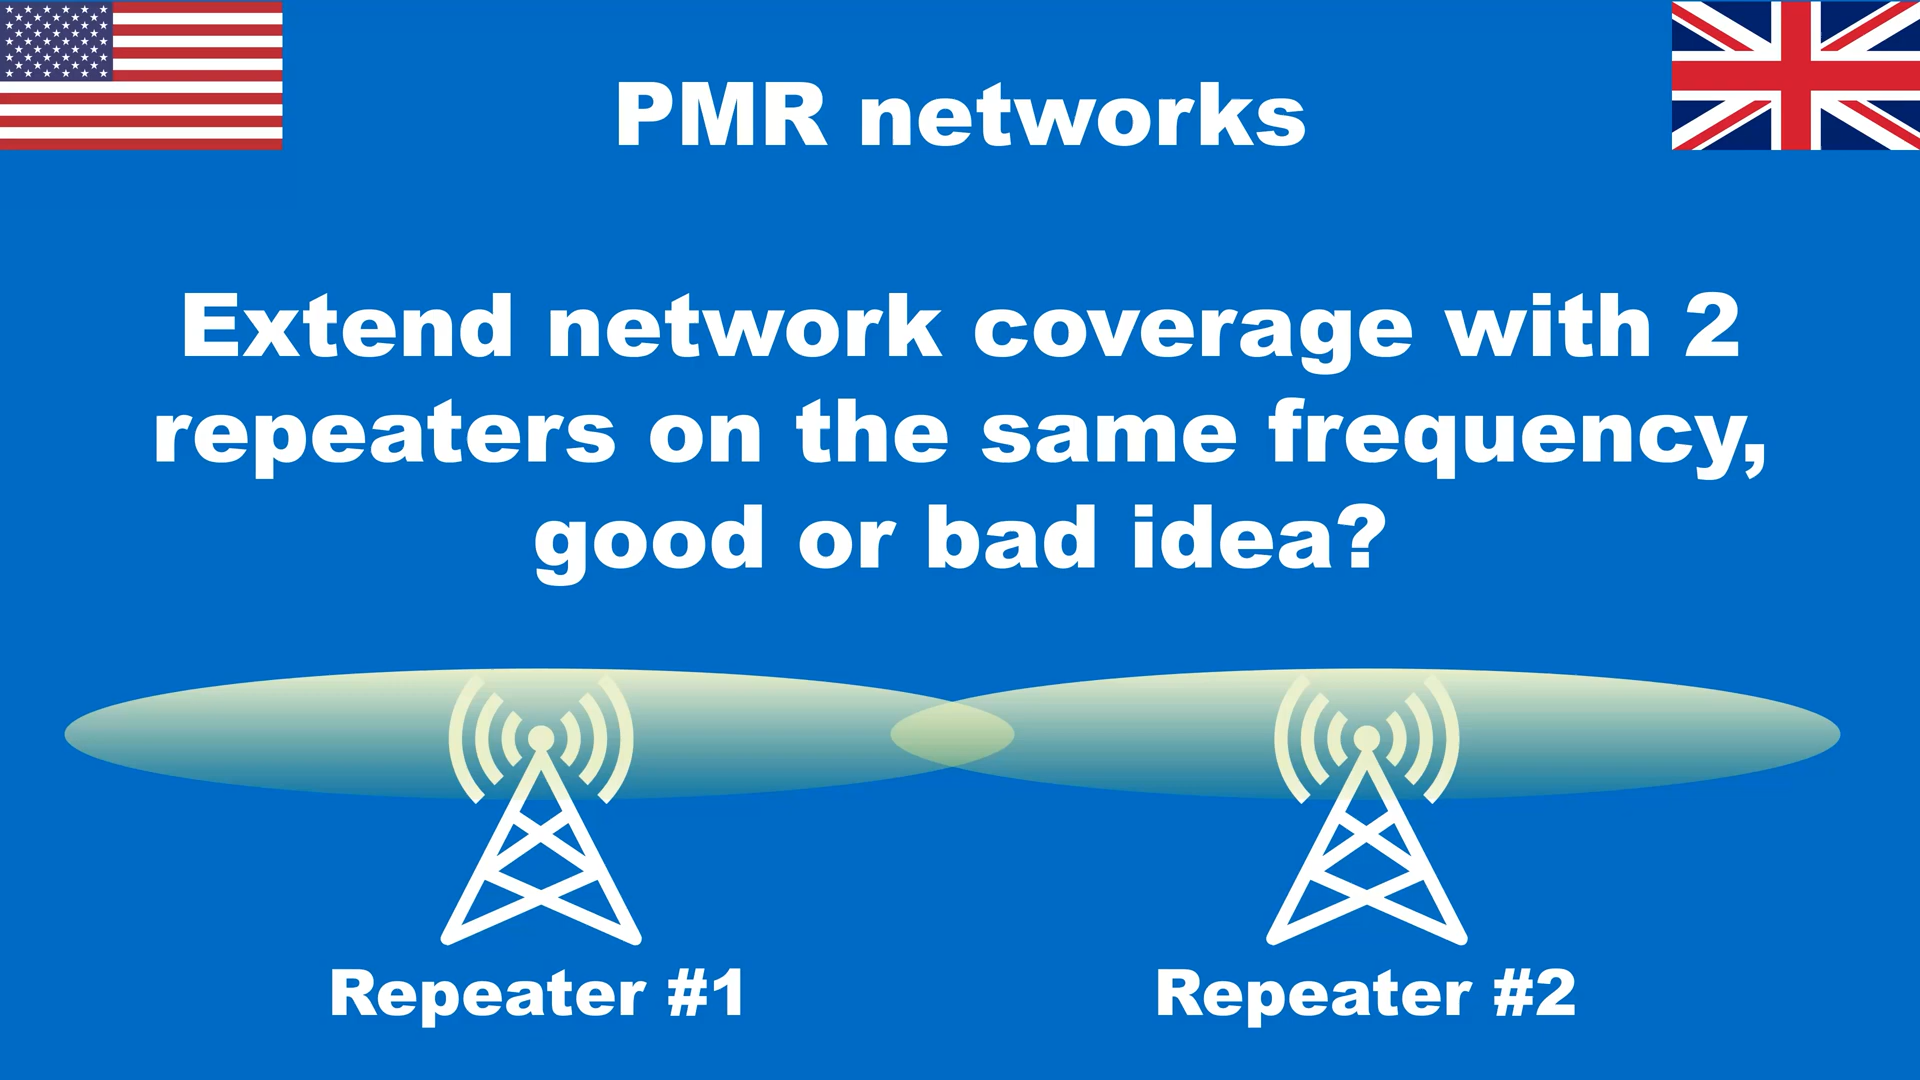 PMR networks
Extend network coverage with 2
repeaters on the same frequency,
good or bad idea?
Repeater #1
Repeater #2